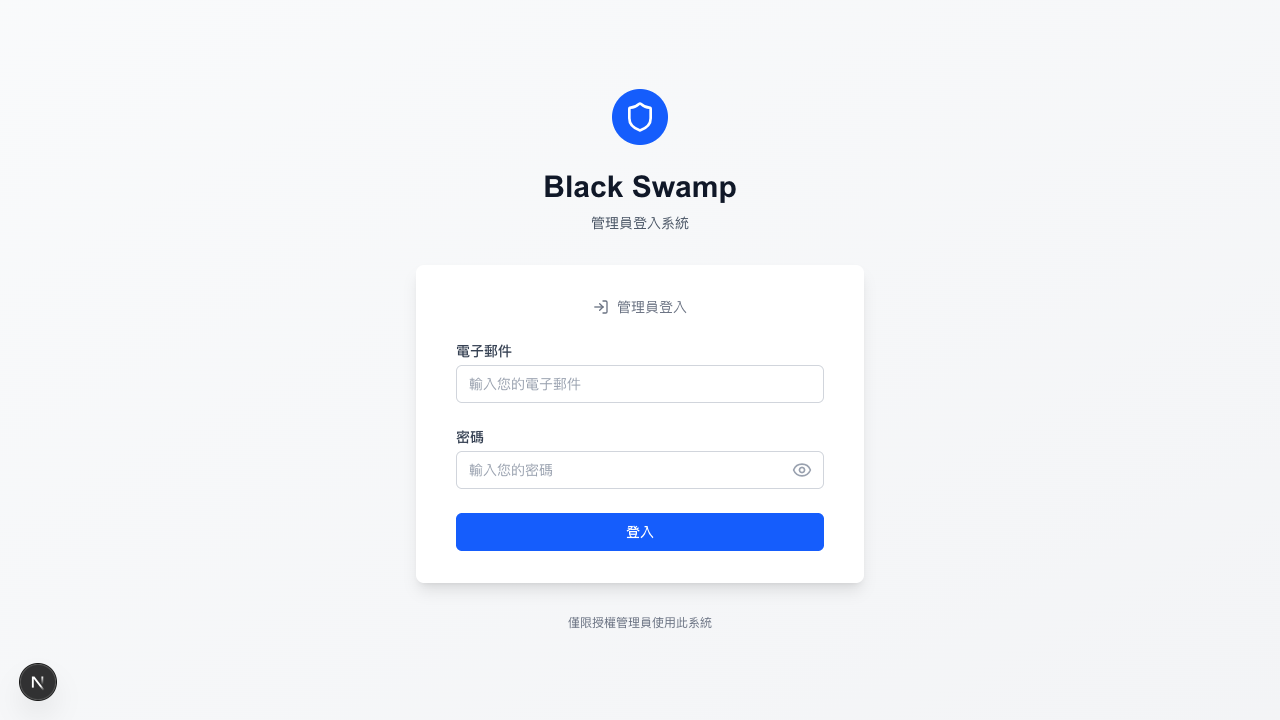 Black Swamp
管理員登入系統
管理員登入
電子郵件
輸入您的電子郵件
密碼
輸入您的密碼
登入
僅限授權管理員使用此系統
N